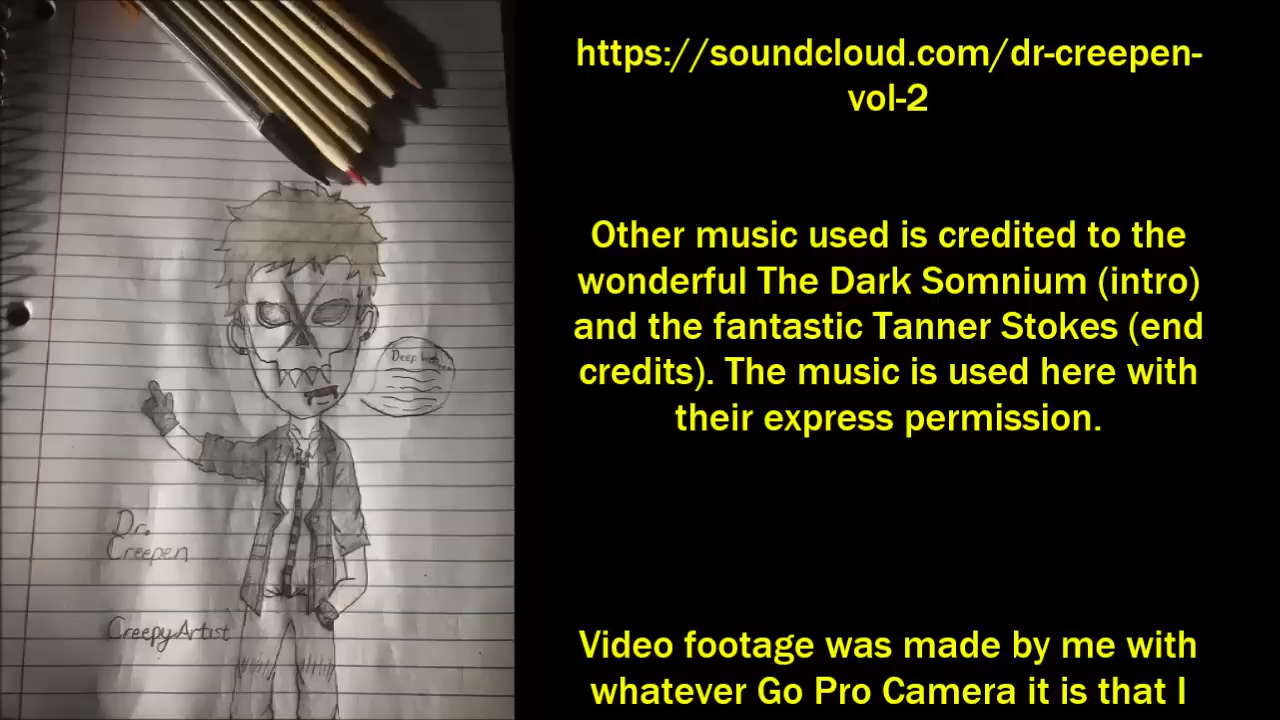 https://soundcloud.com/dr-creepen-
vol-2
Other music used is credited to the
wonderful The Dark Somnium (intro)
and the fantastic Tanner Stokes (end
credits). The music is used here with
their express permission.
Video footage was made by me with
whatever Go Pro Camera it is that I
Deep
Dr.
Creepen
CreepyArtist